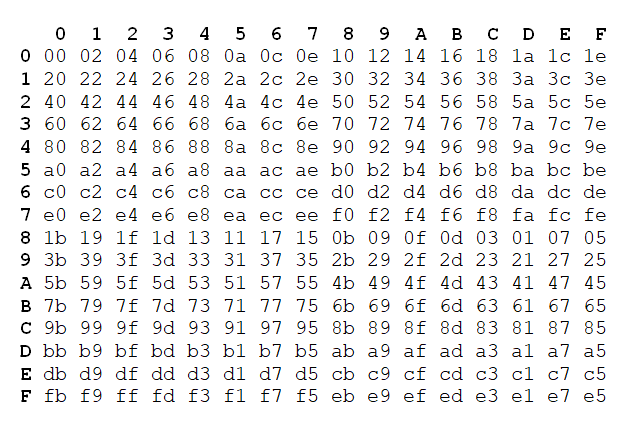 0 1 2 3 4 5 6 7 8 9 A B C D E F
0 00 02 04 06 08 0a 0c 0e 10 12 14 16 18 1a 1c 1e
1 20 22 24 26 28 2a 2c 2e 30 32 34 36 38 3a 3c 3e
2 40 42 44 46 48 4a 4c 4e 50 52 54 56 58 5a 5c 5e
3 60 62 64 66 68 6a 6c 6e 70 72 74 76 78 7a 7c 7e
4 80 82 84 86 88 8a 8c 8e 90 92 94 96 98 9a 9c 9e
5 a0 a2 a4 a6 a8 aa ac ae b0 b2 b4 b6 b8 ba bc be
6 c0 c2 c4 c6 c8 ca cc ce d0 d2 d4 d6 d8 da dc de
7 e0 e2 e4 e6 e8 ea ec ee f0 f2 f4 f6 f8 fa fc fe
8 1b 19 1f 1d 13 11 17 15 0b 09 0f 0d 03 01 07 05
9 3b 39 3f 3d 33 31 37 35 2b 29 2f 2d 23 21 27 25
A 5b 59 5f 5d 53 51 57 55 4b 49 4f 4d 43 41 47 45
B 7b 79 7f 7d 73 71 77 75 6b 69 6f 6d 63 61 67 65
C 9b 99 9f 9d 93 91 97 95 8b 89 8f 8d 83 81 87 85
D bb b9 bf bd b3 b1 b7 b5 ab a9 af ad a3 a1 a7 a5
E db d9 df dd d3 d1 d7 d5 cb c9 cf cd c3 c1 c7 c5
F fb f9 ff fd f3 f1 f7 f5 eb e9 ef ed e3 e1 e7 e5